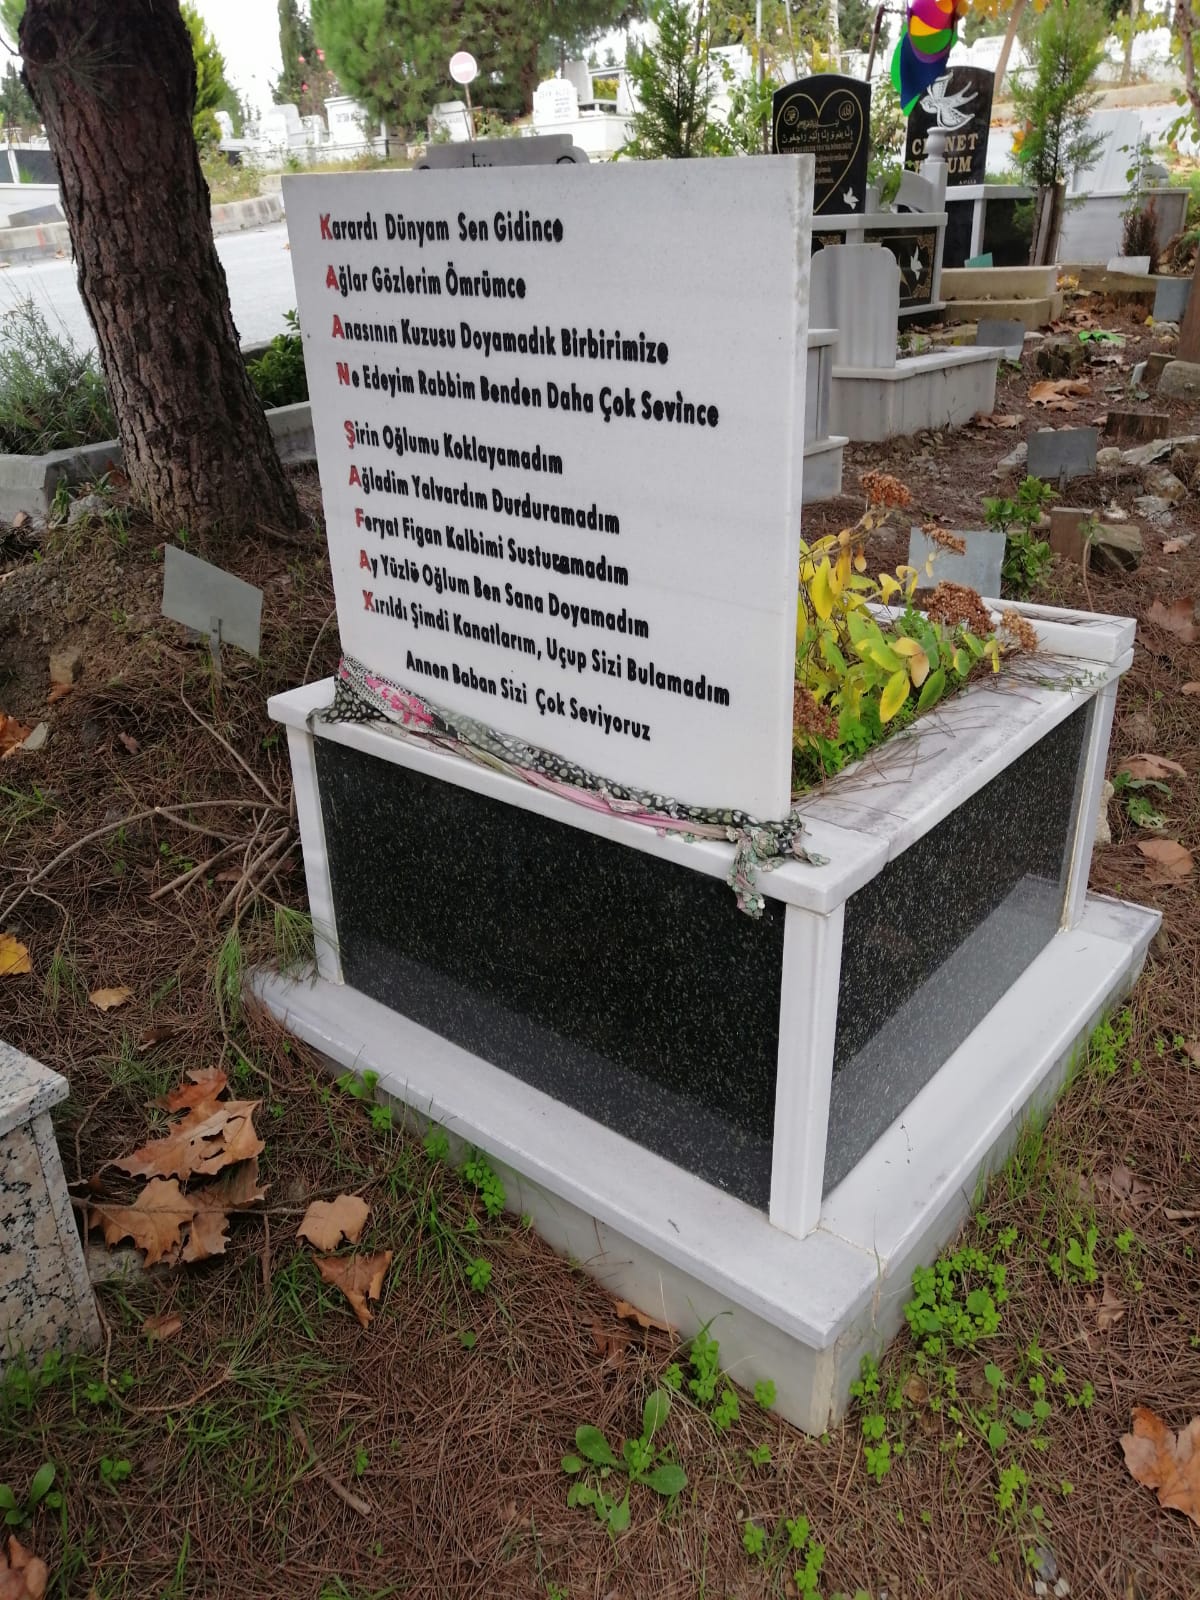 Karardı Dünyam Sen Gidince
Ağlar Gözlerim Ömrümce
Anasının Kuzusu Doyamadık Birbirimize
Ne Edeyim Rabbim Benden Daha Çok Sevince
Şirin Oğlumu Koklayamadım
Ağladim Yalvardım Durduramadım
Feryat Figan Kalbimi Susturamadım
Ay Yüzlü Oğlum Ben Sana Doyamadım
Kırıldı Şimdi Kanatlarım, Uçup Sizi Bulamadım
Annen Baban Sizi Çok Seviyoruz